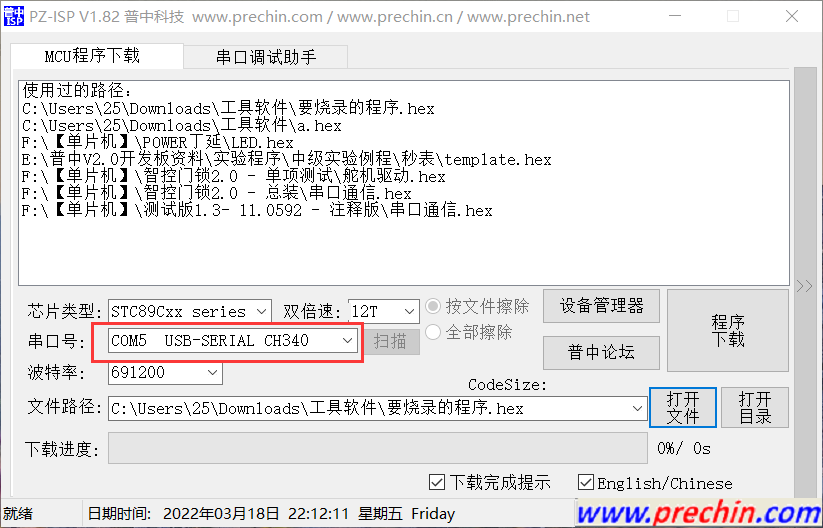 普中ISP PZ-ISP V1.82 普中科技 www.prechin.com / www.prechin.cn / www.prechin.net
MCU程序下载 串口调试助手
使用过的路径:
C:\Users\25\Downloads\工具软件\要烧录的程序.hex
C:\Users\25\Downloads\工具软件\a.hex
F:\【单片机】\POWER丁延\LED.hex
E:\普中V2.0开发板资料\实验程序\中级实验例程\秒表\template.hex
F:\【单片机】\智控门锁2.0 - 单项测试\舵机驱动.hex
F:\【单片机】\智控门锁2.0 - 总装\串口通信.hex
F:\【单片机】\测试版1.3- 11.0592 - 注释版\串口通信.hex
芯片类型: STC89Cxx series 双倍速: 12T 按文件擦除 设备管理器 程序
下载
串口号: COM5 USB-SERIAL CH340 扫描 全部擦除 普中论坛
波特率: 691200
CodeSize:
文件路径: C:\Users\25\Downloads\工具软件\要烧录的程序.hex 打开
文件 打开
目录
下载进度: 0%/ 0s
下载完成提示 English/Chinese
就绪 日期时间: 2022年03月18日 22:12:11 星期五 Friday www.prechin.com